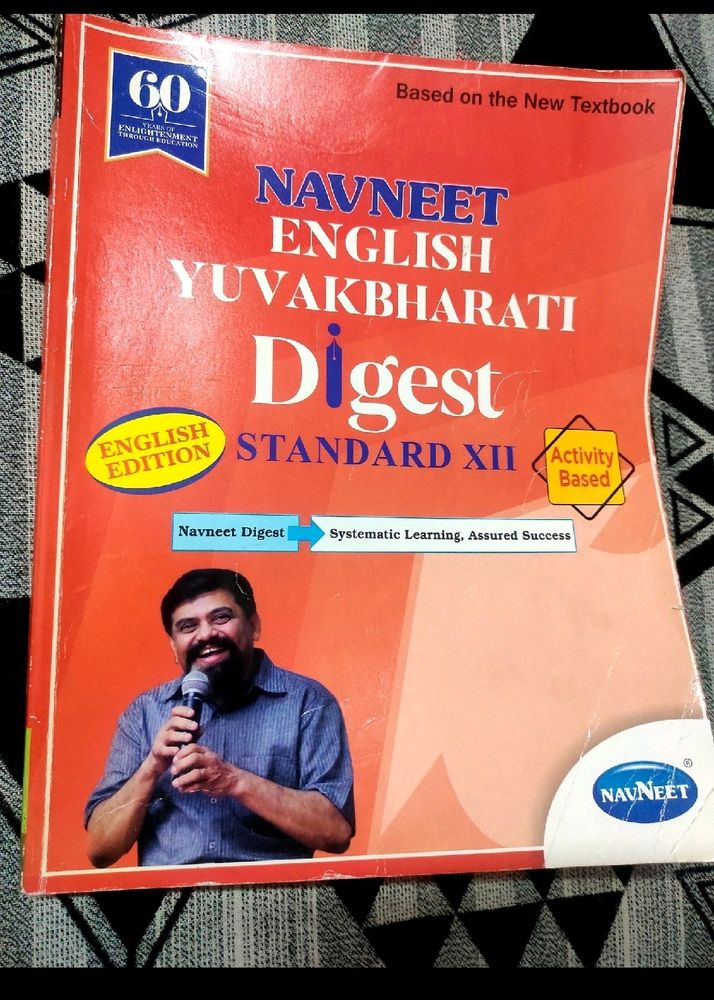 60
YEARS OF
ENLIGHTENMENT
THROUGH EDUCATION
Based on the New Textbook
NAVNEET
ENGLISH
YUVAKBHARATI
Digest
ENGLISH
EDITION
STANDARD XII
Activity
Based
Navneet Digest
Systematic Learning, Assured Success
NAVNEET
®